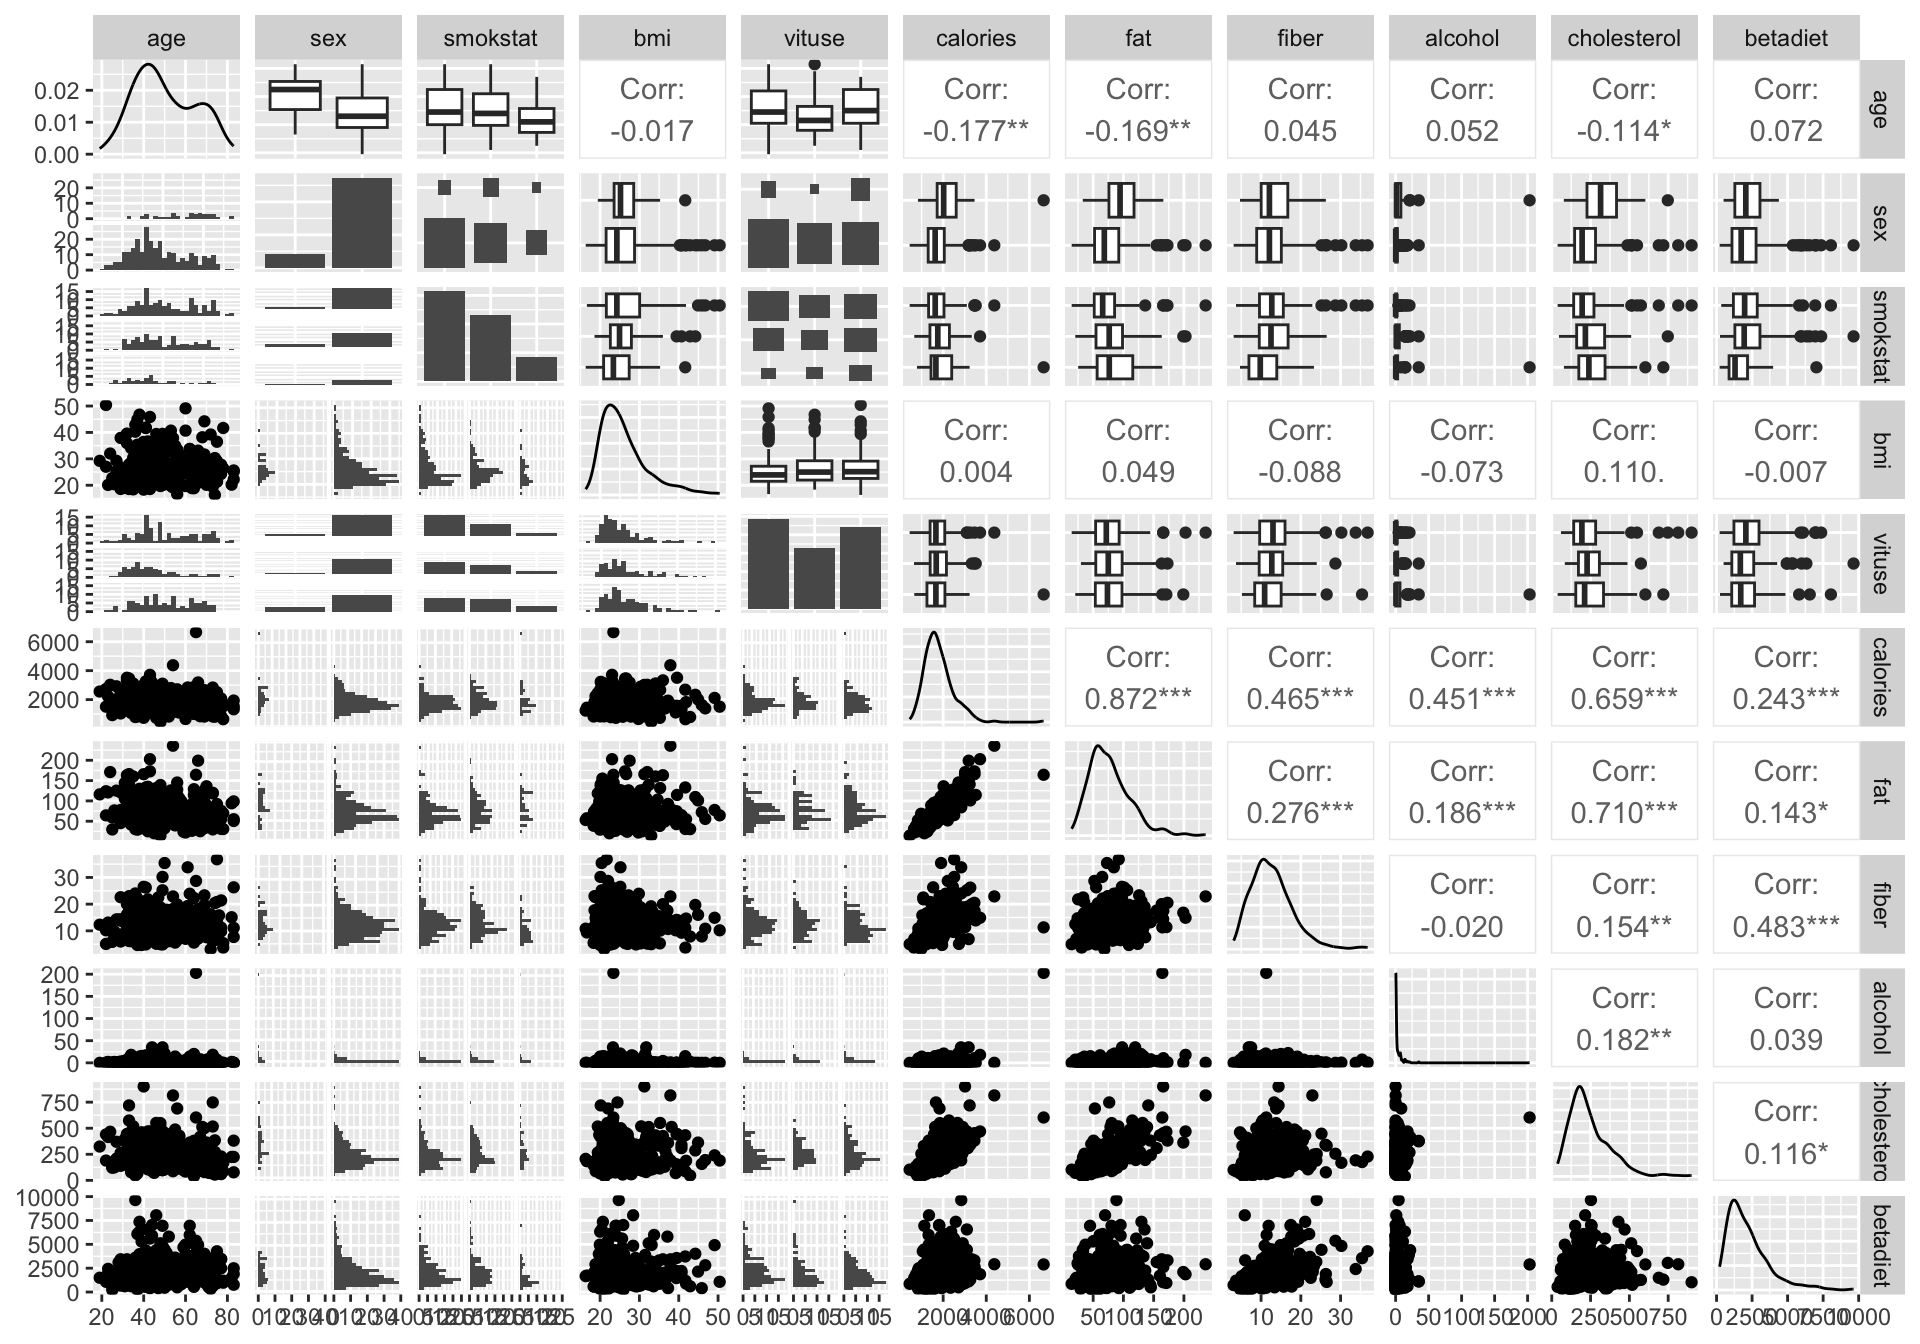 age sex smokstat bmi vituse calories fat fiber alcohol cholesterol betadiet
0.02
0.01
0.00
Corr:
-0.017
Corr:
-0.177**
Corr:
-0.169**
Corr:
0.045
Corr:
0.052
Corr:
-0.114*
Corr:
0.072
age
20
10
0
20
10
0
sex
15
smokstat
50
40
30
20
Corr:
0.004
Corr:
0.049
Corr:
-0.088
Corr:
-0.073
Corr:
0.110.
Corr:
-0.007
bmi
15
vituse
6000
4000
2000
Corr:
0.872***
Corr:
0.465***
Corr:
0.451***
Corr:
0.659***
Corr:
0.243***
calories
200
150
100
50
Corr:
0.276***
Corr:
0.186***
Corr:
0.710***
Corr:
0.143*
fat
30
20
10
Corr:
-0.020
Corr:
0.154**
Corr:
0.483***
fiber
200
150
100
50
0
Corr:
0.182**
Corr:
0.039
alcohol
750
500
250
0
Corr:
0.116*
cholestero
10000
7500
5000
2500
0
betadiet
20 40 60 80
20 30 40 50
2000 4000 6000
50 100 150 200
10 20 30
0 50 100 150 200
0 250 500 750
0 2500 5000 7500 10000